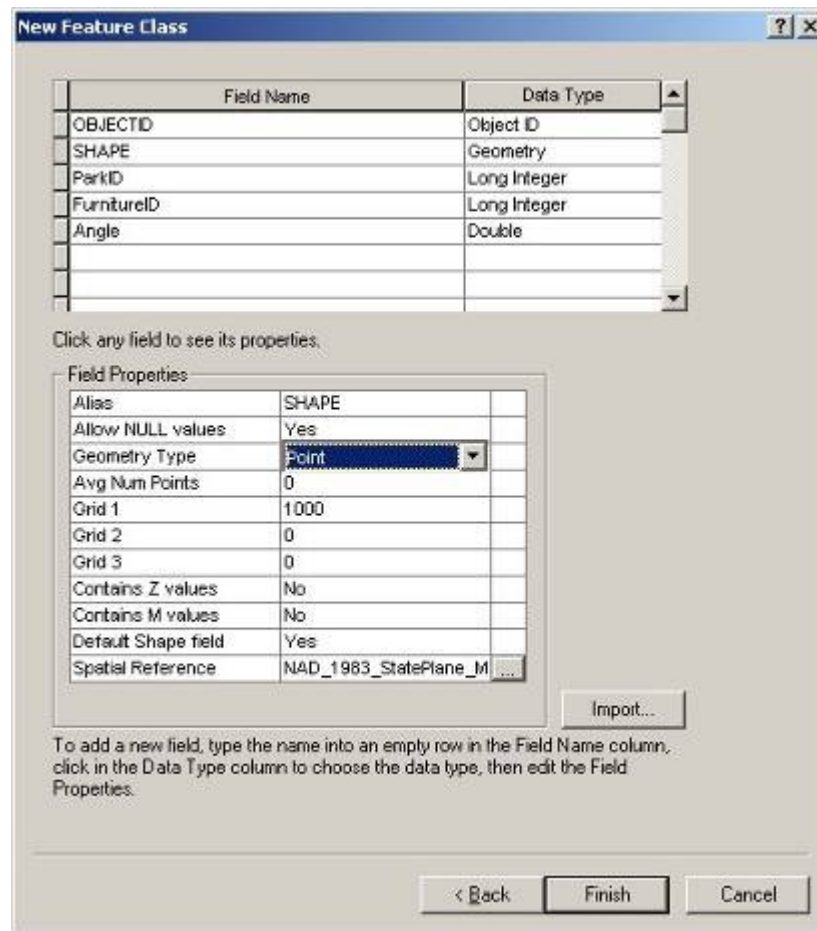 New Feature Class
Field Name Data Type
OBJECTID Object ID
SHAPE Geometry
ParkID Long Integer
FurnitureID Long Integer
Angle Double
Click any field to see its properties.
Field Properties
Alias SHAPE
Allow NULL values Yes
Geometry Type Point
Avg Num Points 0
Grid 1 1000
Grid 2 0
Grid 3 0
Contains Z values No
Contains M values No
Default Shape field Yes
Spatial Reference NAD_1983_StatePlane_M ...
Import...
To add a new field, type the name into an empty row in the Field Name column,
click in the Data Type column to choose the data type, then edit the Field
Properties.
< Back Finish Cancel